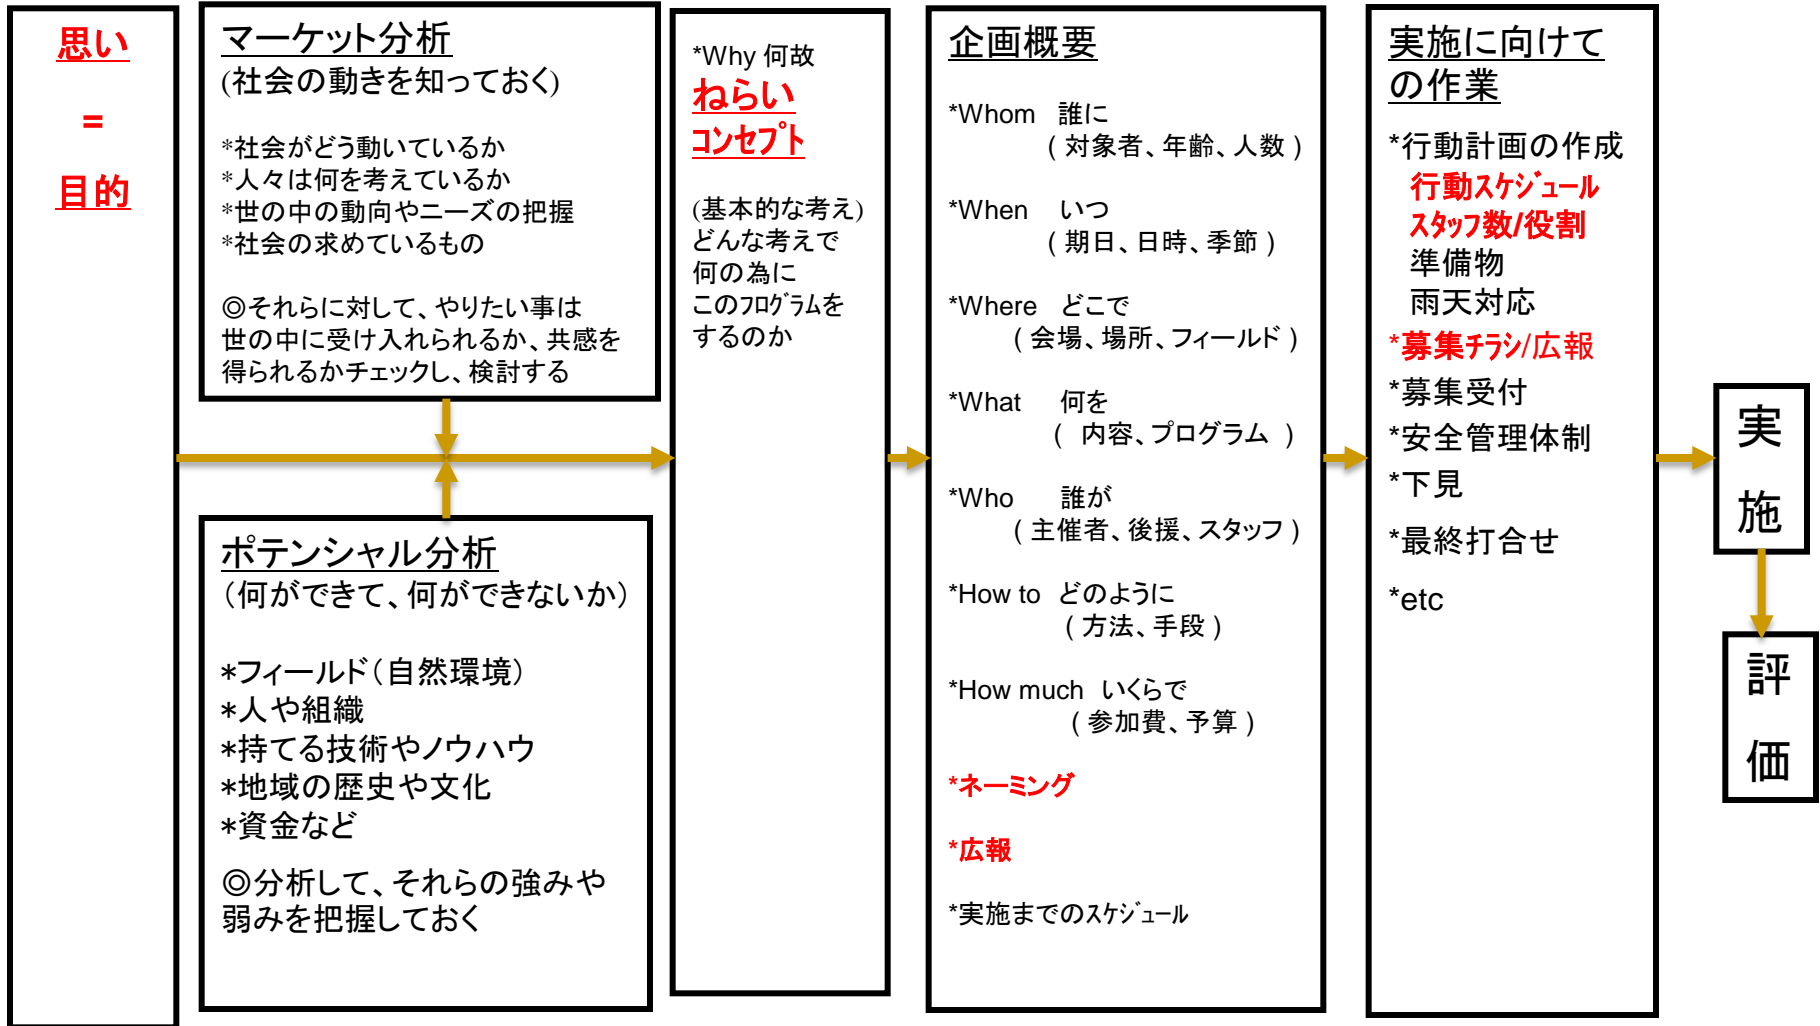 思い
=
目的
マーケット分析
(社会の動きを知っておく)
*社会がどう動いているか
*人々は何を考えているか
*世の中の動向やニーズの把握
*社会の求めているもの
◎それらに対して、やりたい事は
世の中に受け入れられるか、共感を
得られるかチェックし、検討する
ポテンシャル分析
（何ができて、何ができないか）
*フィールド（自然環境）
*人や組織
*持てる技術やノウハウ
*地域の歴史や文化
*資金など
◎分析して、それらの強みや
弱みを把握しておく
*Why 何故
ねらい
コンセプト
(基本的な考え)
どんな考えで
何の為に
このﾌﾛｸﾞﾗﾑを
するのか
企画概要
*Whom 誰に
( 対象者、年齢、人数 )
*When いつ
( 期日、日時、季節 )
*Where どこで
( 会場、場所、フィールド )
*What 何を
( 内容、プログラム )
*Who 誰が
( 主催者、後援、スタッフ )
*How to どのように
( 方法、手段 )
*How much いくらで
( 参加費、予算 )
*ネーミング
*広報
*実施までのｽｹｼﾞｭｰﾙ
実施に向けて
の作業
*行動計画の作成
行動ｽｹｼﾞｭｰﾙ
ｽﾀｯﾌ数/役割
準備物
雨天対応
*募集ﾁﾗｼ/広報
*募集受付
*安全管理体制
*下見
*最終打合せ
*etc
実
施
評
価